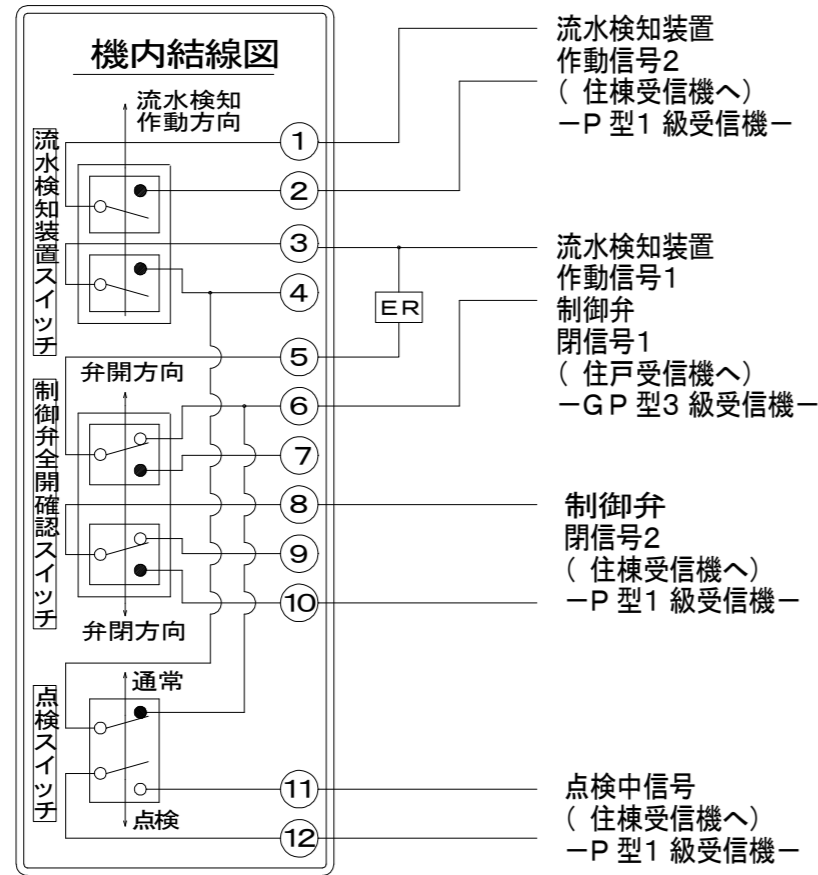 機内結線図
流水検知
作動方向
流水検知装置スイッチ
①
②
③
④
⑤
弁開方向
制御弁全開確認スイッチ
⑥
⑦
⑧
⑨
⑩
弁閉方向
点検スイッチ
通常
点検
⑪
⑫
ER
流水検知装置
作動信号2
( 住棟受信機へ)
−P 型1 級受信機−
流水検知装置
作動信号1
制御弁
閉信号1
( 住戸受信機へ)
−GP 型3 級受信機−
制御弁
閉信号2
( 住棟受信機へ)
−P 型1 級受信機−
点検中信号
( 住棟受信機へ)
−P 型1 級受信機−